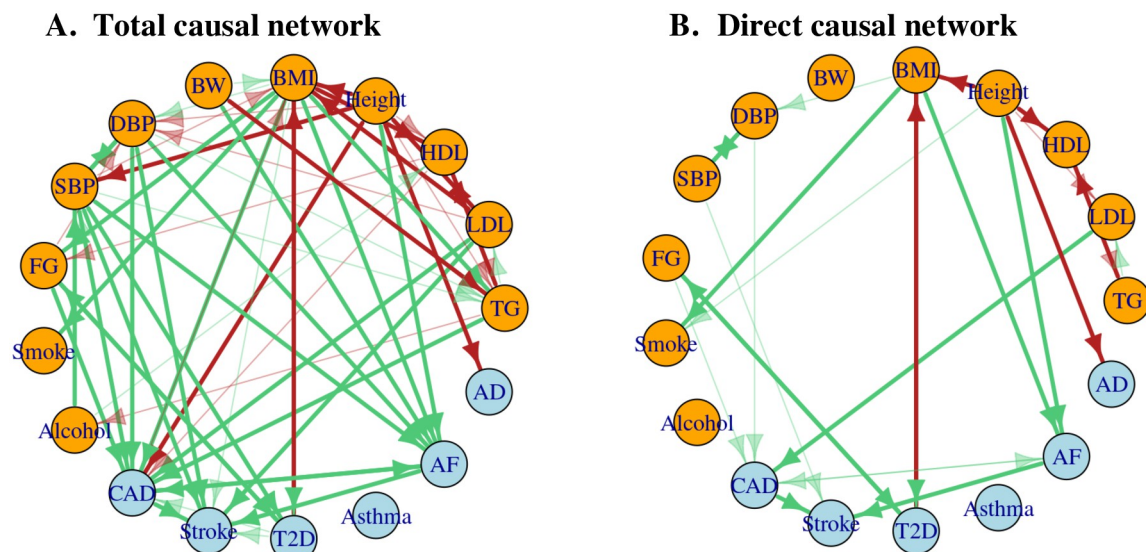 A. Total causal network
B. Direct causal network
BW
BMI
Height
DBP
HDL
SBP
LDL
FG
TG
Smoke
AD
Alcohol
AF
CAD
Asthma
Stroke
T2D
BW
BMI
Height
DBP
HDL
SBP
LDL
FG
TG
Smoke
AD
Alcohol
AF
CAD
Asthma
Stroke
T2D